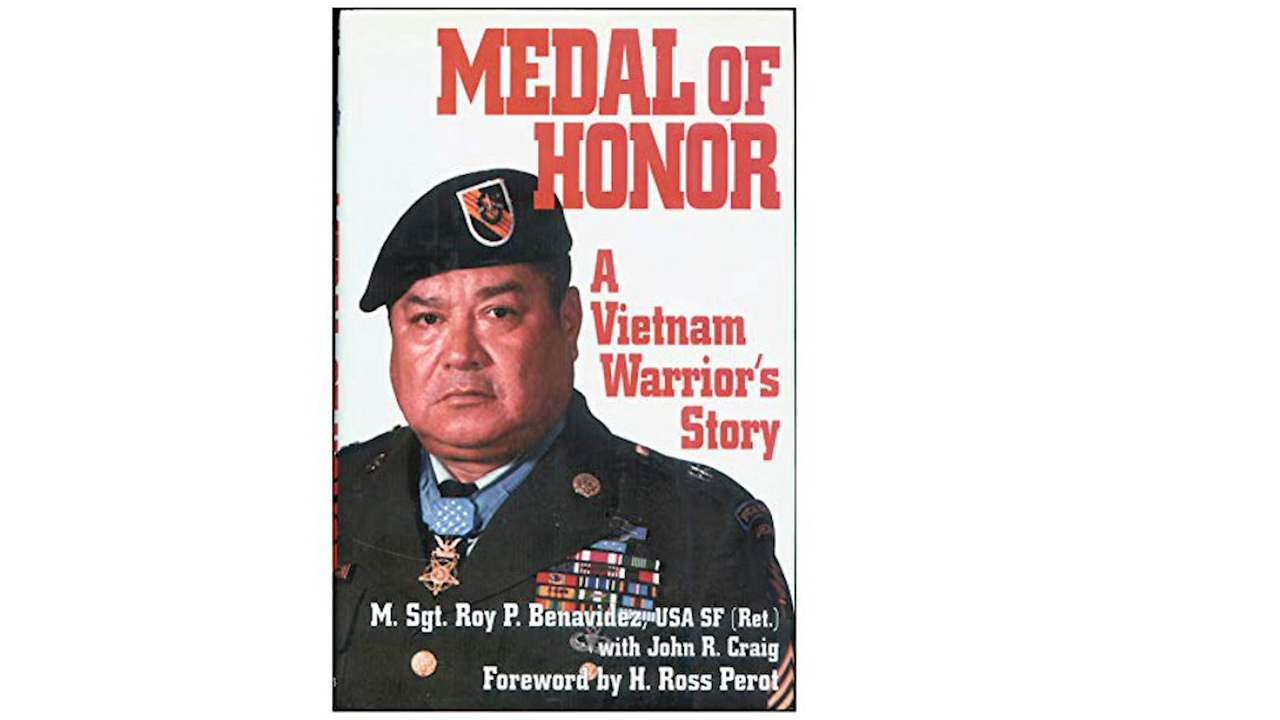 MEDAL OF
HONOR
A
Vietnam
Warrior's
Story
M. Sgt. Roy P. Benavidez, USA SF (Ret.)
with John R. Craig
Foreword by H. Ross Perot